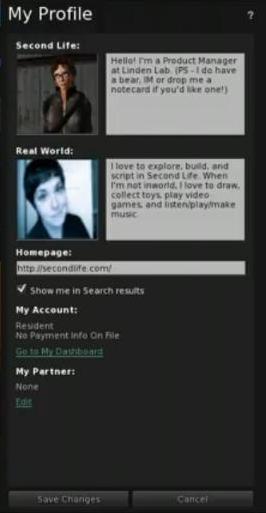 My Profile
?
Second Life:
Hello! I'm a Product Manager
at Linden Lab. (PS - I do have
a bear, IM or drop me a
notecard if you'd like one!)
Real World:
I love to explore, build, and
script in Second Life. When
I'm not inworld, I love to draw,
collect toys, play video
games, and listen/play/make
music.
Homepage:
http://secondlife.com/
Show me in Search results
My Account:
Resident
No Payment Info On File
Go to My Dashboard
My Partner:
None
Edit
Save Changes
Cancel